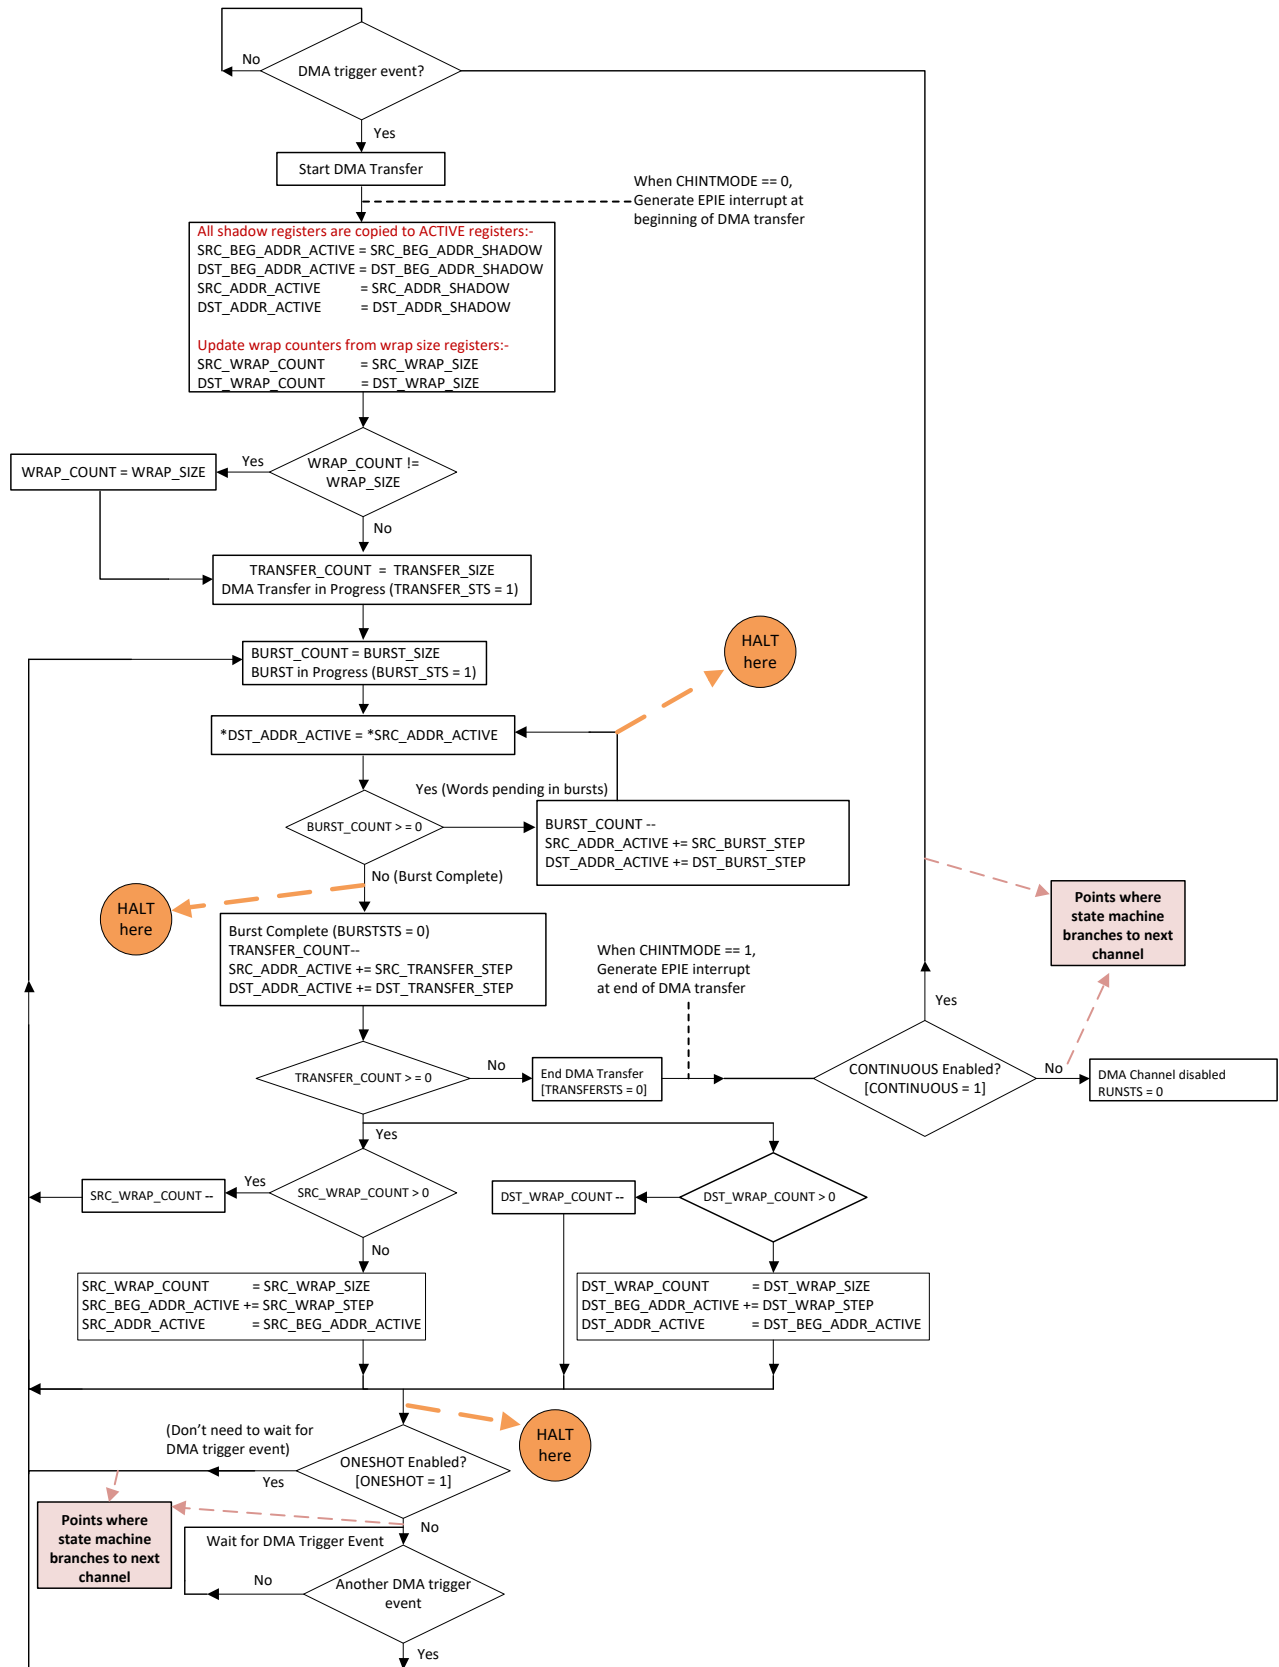 No
DMA trigger event?
Yes
Start DMA Transfer
When CHINTMODE == 0,
Generate EPIE interrupt at
beginning of DMA transfer
All shadow registers are copied to ACTIVE registers:-
SRC_BEG_ADDR_ACTIVE = SRC_BEG_ADDR_SHADOW
DST_BEG_ADDR_ACTIVE = DST_BEG_ADDR_SHADOW
SRC_ADDR_ACTIVE = SRC_ADDR_SHADOW
DST_ADDR_ACTIVE = DST_ADDR_SHADOW
Update wrap counters from wrap size registers:-
SRC_WRAP_COUNT = SRC_WRAP_SIZE
DST_WRAP_COUNT = DST_WRAP_SIZE
WRAP_COUNT = WRAP_SIZE
Yes
WRAP_COUNT !=
WRAP_SIZE
No
TRANSFER_COUNT = TRANSFER_SIZE
DMA Transfer in Progress (TRANSFER_STS = 1)
BURST_COUNT = BURST_SIZE
BURST in Progress (BURST_STS = 1)
HALT
here
*DST_ADDR_ACTIVE = *SRC_ADDR_ACTIVE
Yes (Words pending in bursts)
BURST_COUNT > = 0
BURST_COUNT --
SRC_ADDR_ACTIVE += SRC_BURST_STEP
DST_ADDR_ACTIVE += DST_BURST_STEP
No (Burst Complete)
HALT
here
Burst Complete (BURSTSTS = 0)
TRANSFER_COUNT--
SRC_ADDR_ACTIVE += SRC_TRANSFER_STEP
DST_ADDR_ACTIVE += DST_TRANSFER_STEP
When CHINTMODE == 1,
Generate EPIE interrupt
at end of DMA transfer
Points where
state machine
branches to next
channel
Yes
TRANSFER_COUNT > = 0
No
End DMA Transfer
[TRANSFERSTS = 0]
CONTINUOUS Enabled?
[CONTINUOUS = 1]
No
DMA Channel disabled
RUNSTS = 0
Yes
SRC_WRAP_COUNT --
Yes
SRC_WRAP_COUNT > 0
DST_WRAP_COUNT --
DST_WRAP_COUNT > 0
No
SRC_WRAP_COUNT = SRC_WRAP_SIZE
SRC_BEG_ADDR_ACTIVE += SRC_WRAP_STEP
SRC_ADDR_ACTIVE = SRC_BEG_ADDR_ACTIVE
DST_WRAP_COUNT = DST_WRAP_SIZE
DST_BEG_ADDR_ACTIVE += DST_WRAP_STEP
DST_ADDR_ACTIVE = DST_BEG_ADDR_ACTIVE
(Don't need to wait for
DMA trigger event)
HALT
here
Yes
ONESHOT Enabled?
[ONESHOT = 1]
Points where
state machine
branches to next
channel
No
Wait for DMA Trigger Event
No
Another DMA trigger
event
Yes